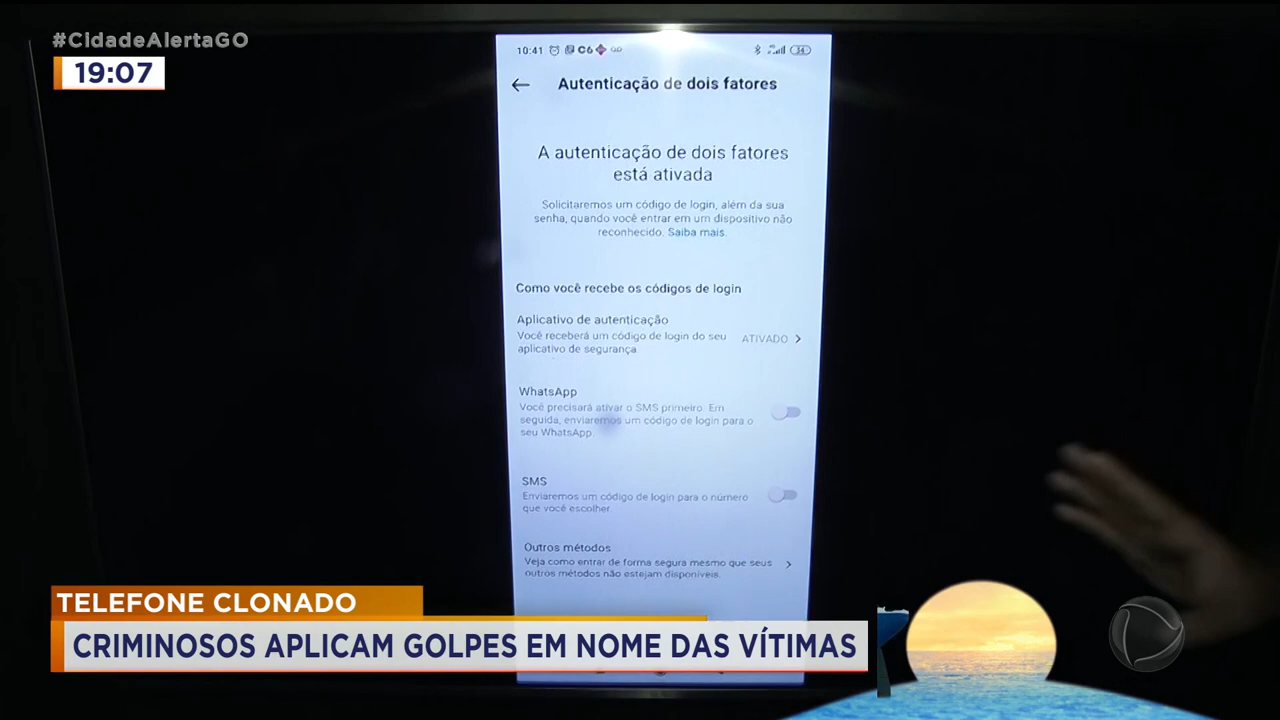 #CidadeAlertaGO
19:07
10:41
Autenticação de dois fatores
A autenticação de dois fatores
está ativada
Solicitaremos um código de login, além da sua
senha, quando você entrar em um dispositivo não
reconhecido. Saiba mais.
Como você recebe os códigos de login
Aplicativo de autenticação
Você receberá um código de login do seu
aplicativo de segurança.
ATIVADO
WhatsApp
Você precisará ativar o SMS primeiro. Em
seguida, enviaremos um código de login para o
seu WhatsApp.
SMS
Enviaremos um código de login para o número
que você escolher.
Outros métodos
Veja como entrar de forma segura mesmo que seus
outros métodos não estejam disponíveis.
TELEFONE CLONADO
CRIMINOSOS APLICAM GOLPES EM NOME DAS VÍTIMAS